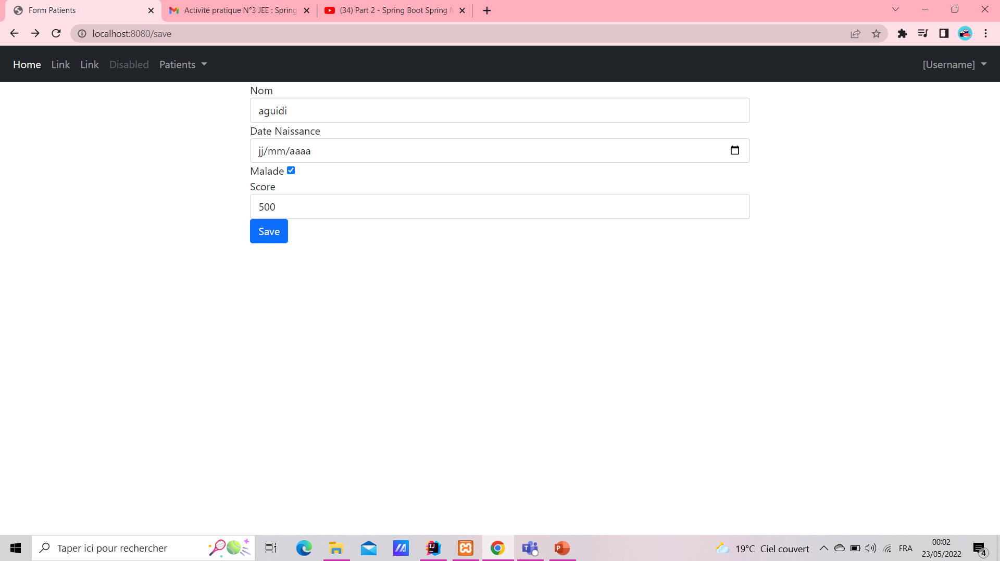 Form Patients
Activité pratique N°3 JEE : Spring
(34) Part 2 - Spring Boot Spring
localhost:8080/save
Home Link Link Disabled Patients
[Username]
Nom
aguidi
Date Naissance
jj/mm/aaaa
Malade
Score
500
Save
Taper ici pour rechercher
19°C Ciel couvert
FRA
00:02
23/05/2022
4